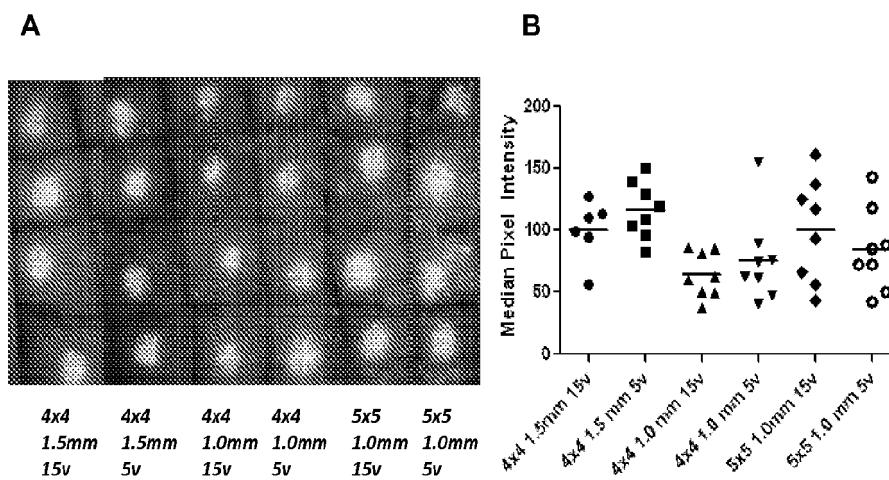 A
B
4x4 4x4 4x4 4x4 5x5 5x5
1.5mm 1.5mm 1.0mm 1.0mm 1.0mm 1.0mm
15v 5v 15v 5v 15v 5v
Median Pixel Intensity
200
150
100
50
0
4x4 1.5mm 15v
4x4 1.5 mm 5v
4x4 1.0 mm 15v
4x4 1.0 mm 5v
5x5 1.0mm 15v
5x5 1.0 mm 5v